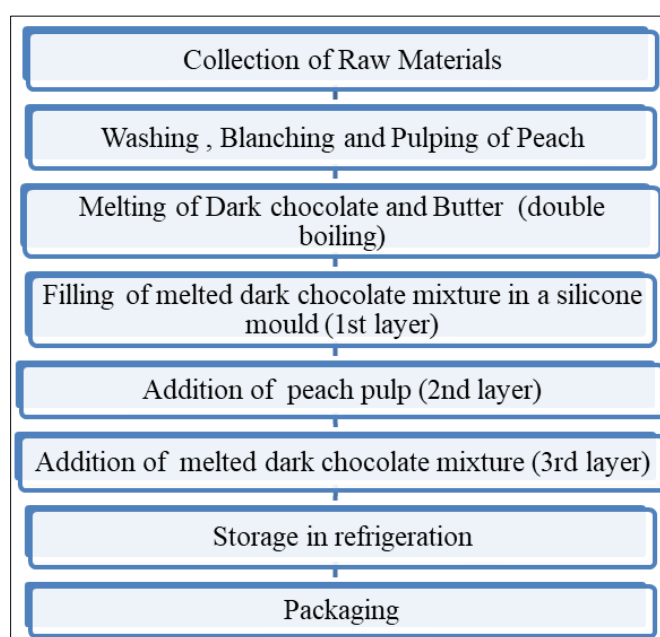 Collection of Raw Materials
Washing , Blanching and Pulping of Peach
Melting of Dark chocolate and Butter (double
boiling)
Filling of melted dark chocolate mixture in a silicone
mould (1st layer)
Addition of peach pulp (2nd layer)
Addition of melted dark chocolate mixture (3rd layer)
Storage in refrigeration
Packaging